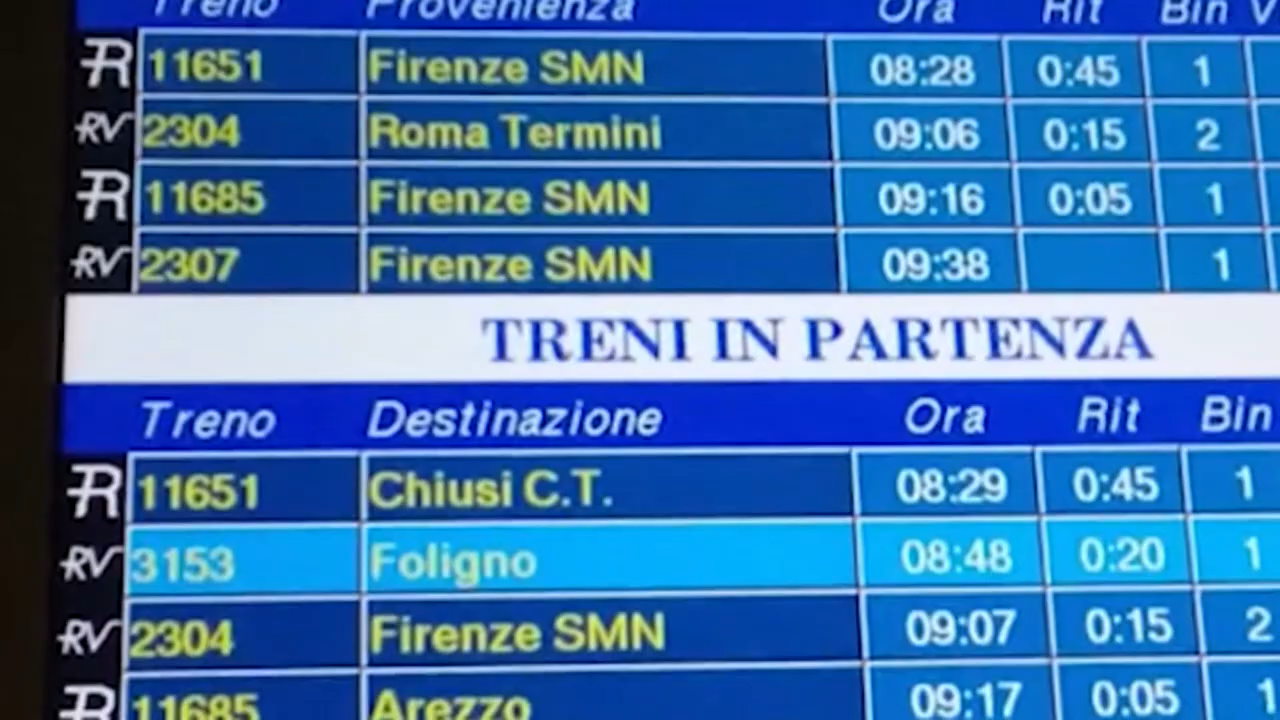 Treno Provenienza Ora Rit Bin V
R 11651 Firenze SMN 08:28 0:45 1
RV 2304 Roma Termini 09:06 0:15 2
R 11685 Firenze SMN 09:16 0:05 1
RV 2307 Firenze SMN 09:38 1
TRENI IN PARTENZA
Treno Destinazione Ora Rit Bin
R 11651 Chiusi C.T. 08:29 0:45 1
RV 3153 Foligno 08:48 0:20 1
RV 2304 Firenze SMN 09:07 0:15 2
R 11685 Arezzo 09:17 0:05 1